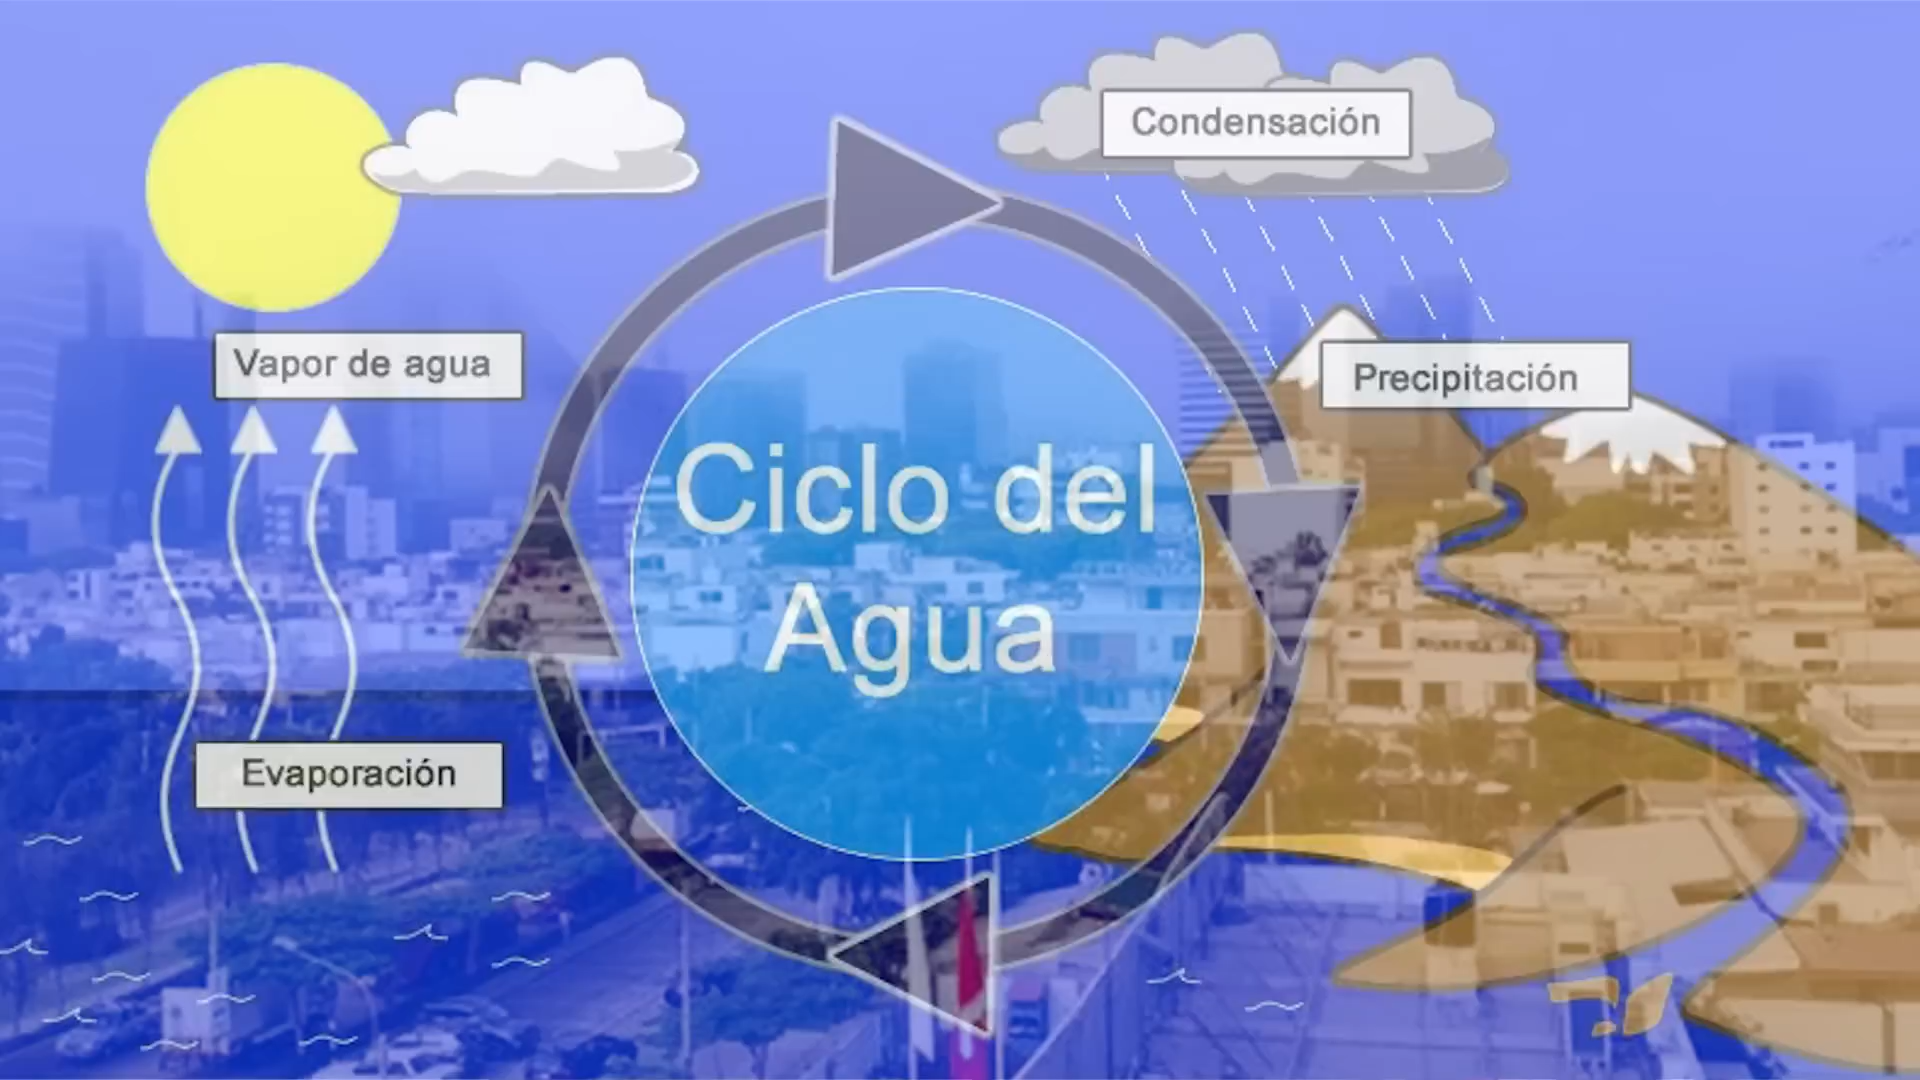 Condensación
Vapor de agua
Precipitación
Ciclo del
Agua
Evaporación